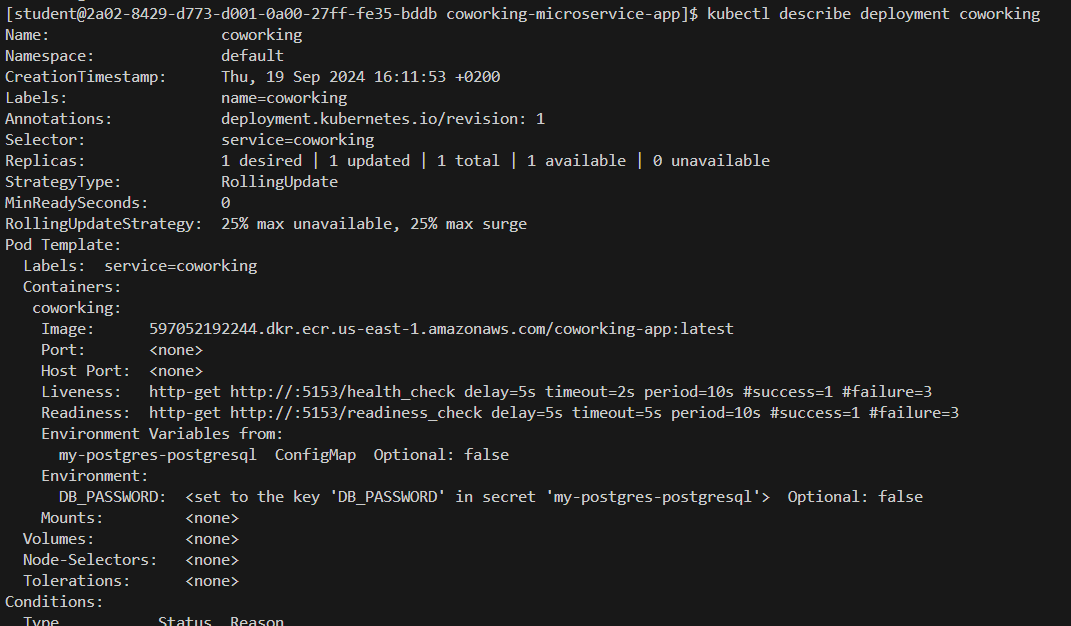 [student@2a02-8429-d773-d001-0a00-27ff-fe35-bddb coworking-microservice-app]$ kubectl describe deployment coworking
Name:                   coworking
Namespace:              default
CreationTimestamp:      Thu, 19 Sep 2024 16:11:53 +0200
Labels:                 name=coworking
Annotations:            deployment.kubernetes.io/revision: 1
Selector:               service=coworking
Replicas:               1 desired | 1 updated | 1 total | 1 available | 0 unavailable
StrategyType:           RollingUpdate
MinReadySeconds:        0
RollingUpdateStrategy:  25% max unavailable, 25% max surge
Pod Template:
  Labels:  service=coworking
  Containers:
   coworking:
    Image:      597052192244.dkr.ecr.us-east-1.amazonaws.com/coworking-app:latest
    Port:       <none>
    Host Port:  <none>
    Liveness:   http-get http://:5153/health_check delay=5s timeout=2s period=10s #success=1 #failure=3
    Readiness:  http-get http://:5153/readiness_check delay=5s timeout=5s period=10s #success=1 #failure=3
    Environment Variables from:
      my-postgres-postgresql  ConfigMap  Optional: false
    Environment:
      DB_PASSWORD:  <set to the key 'DB_PASSWORD' in secret 'my-postgres-postgresql'>  Optional: false
    Mounts:         <none>
  Volumes:          <none>
  Node-Selectors:   <none>
  Tolerations:      <none>
Conditions:
  Type           Status  Reason